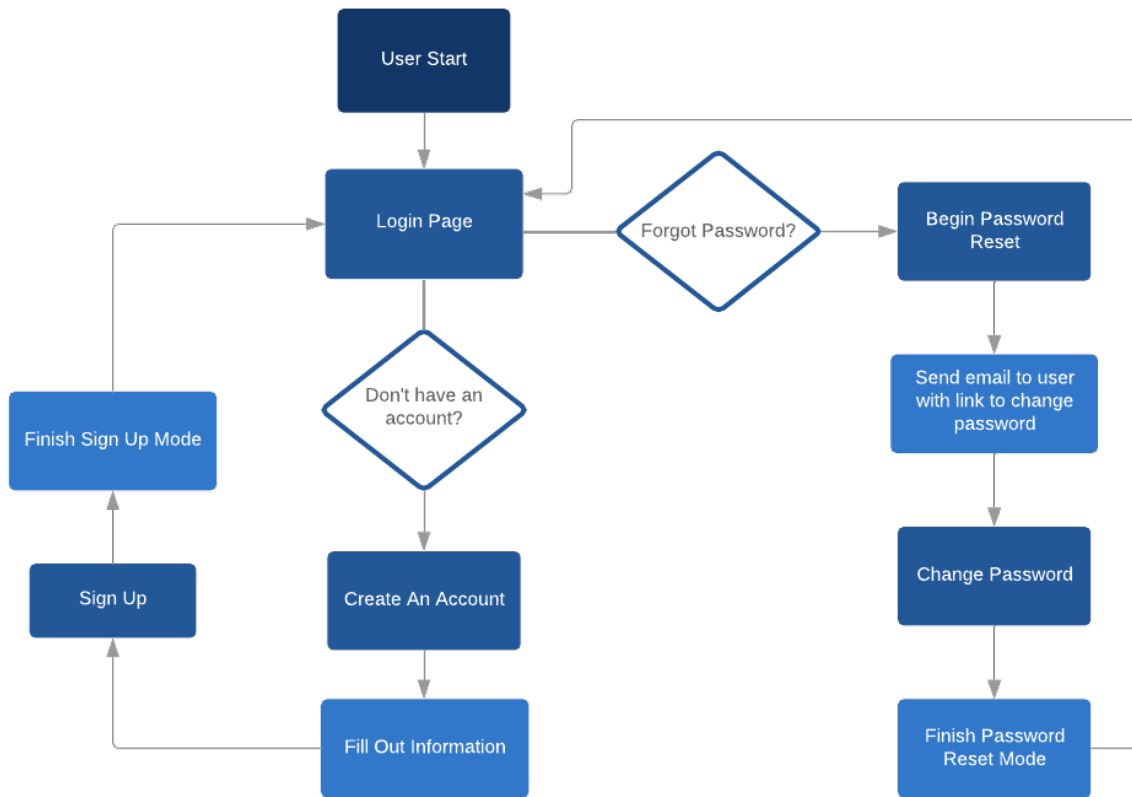 User Start
Login Page
Forgot Password?
Begin Password
Reset
Don't have an
account?
Send email to user
with link to change
password
Finish Sign Up Mode
Change Password
Sign Up
Create An Account
Fill Out Information
Finish Password
Reset Mode